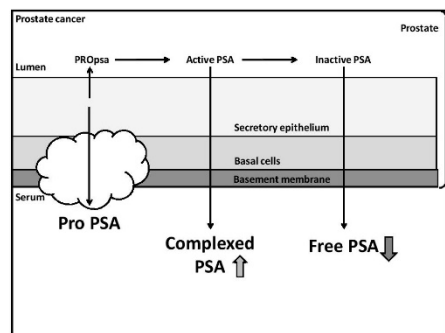 Prostate cancer
Prostate
PROpsa
Active PSA
Inactive PSA
Lumen
Secretory epithelium
Basal cells
Basement membrane
Serum
Pro PSA
Complexed
PSA
Free PSA